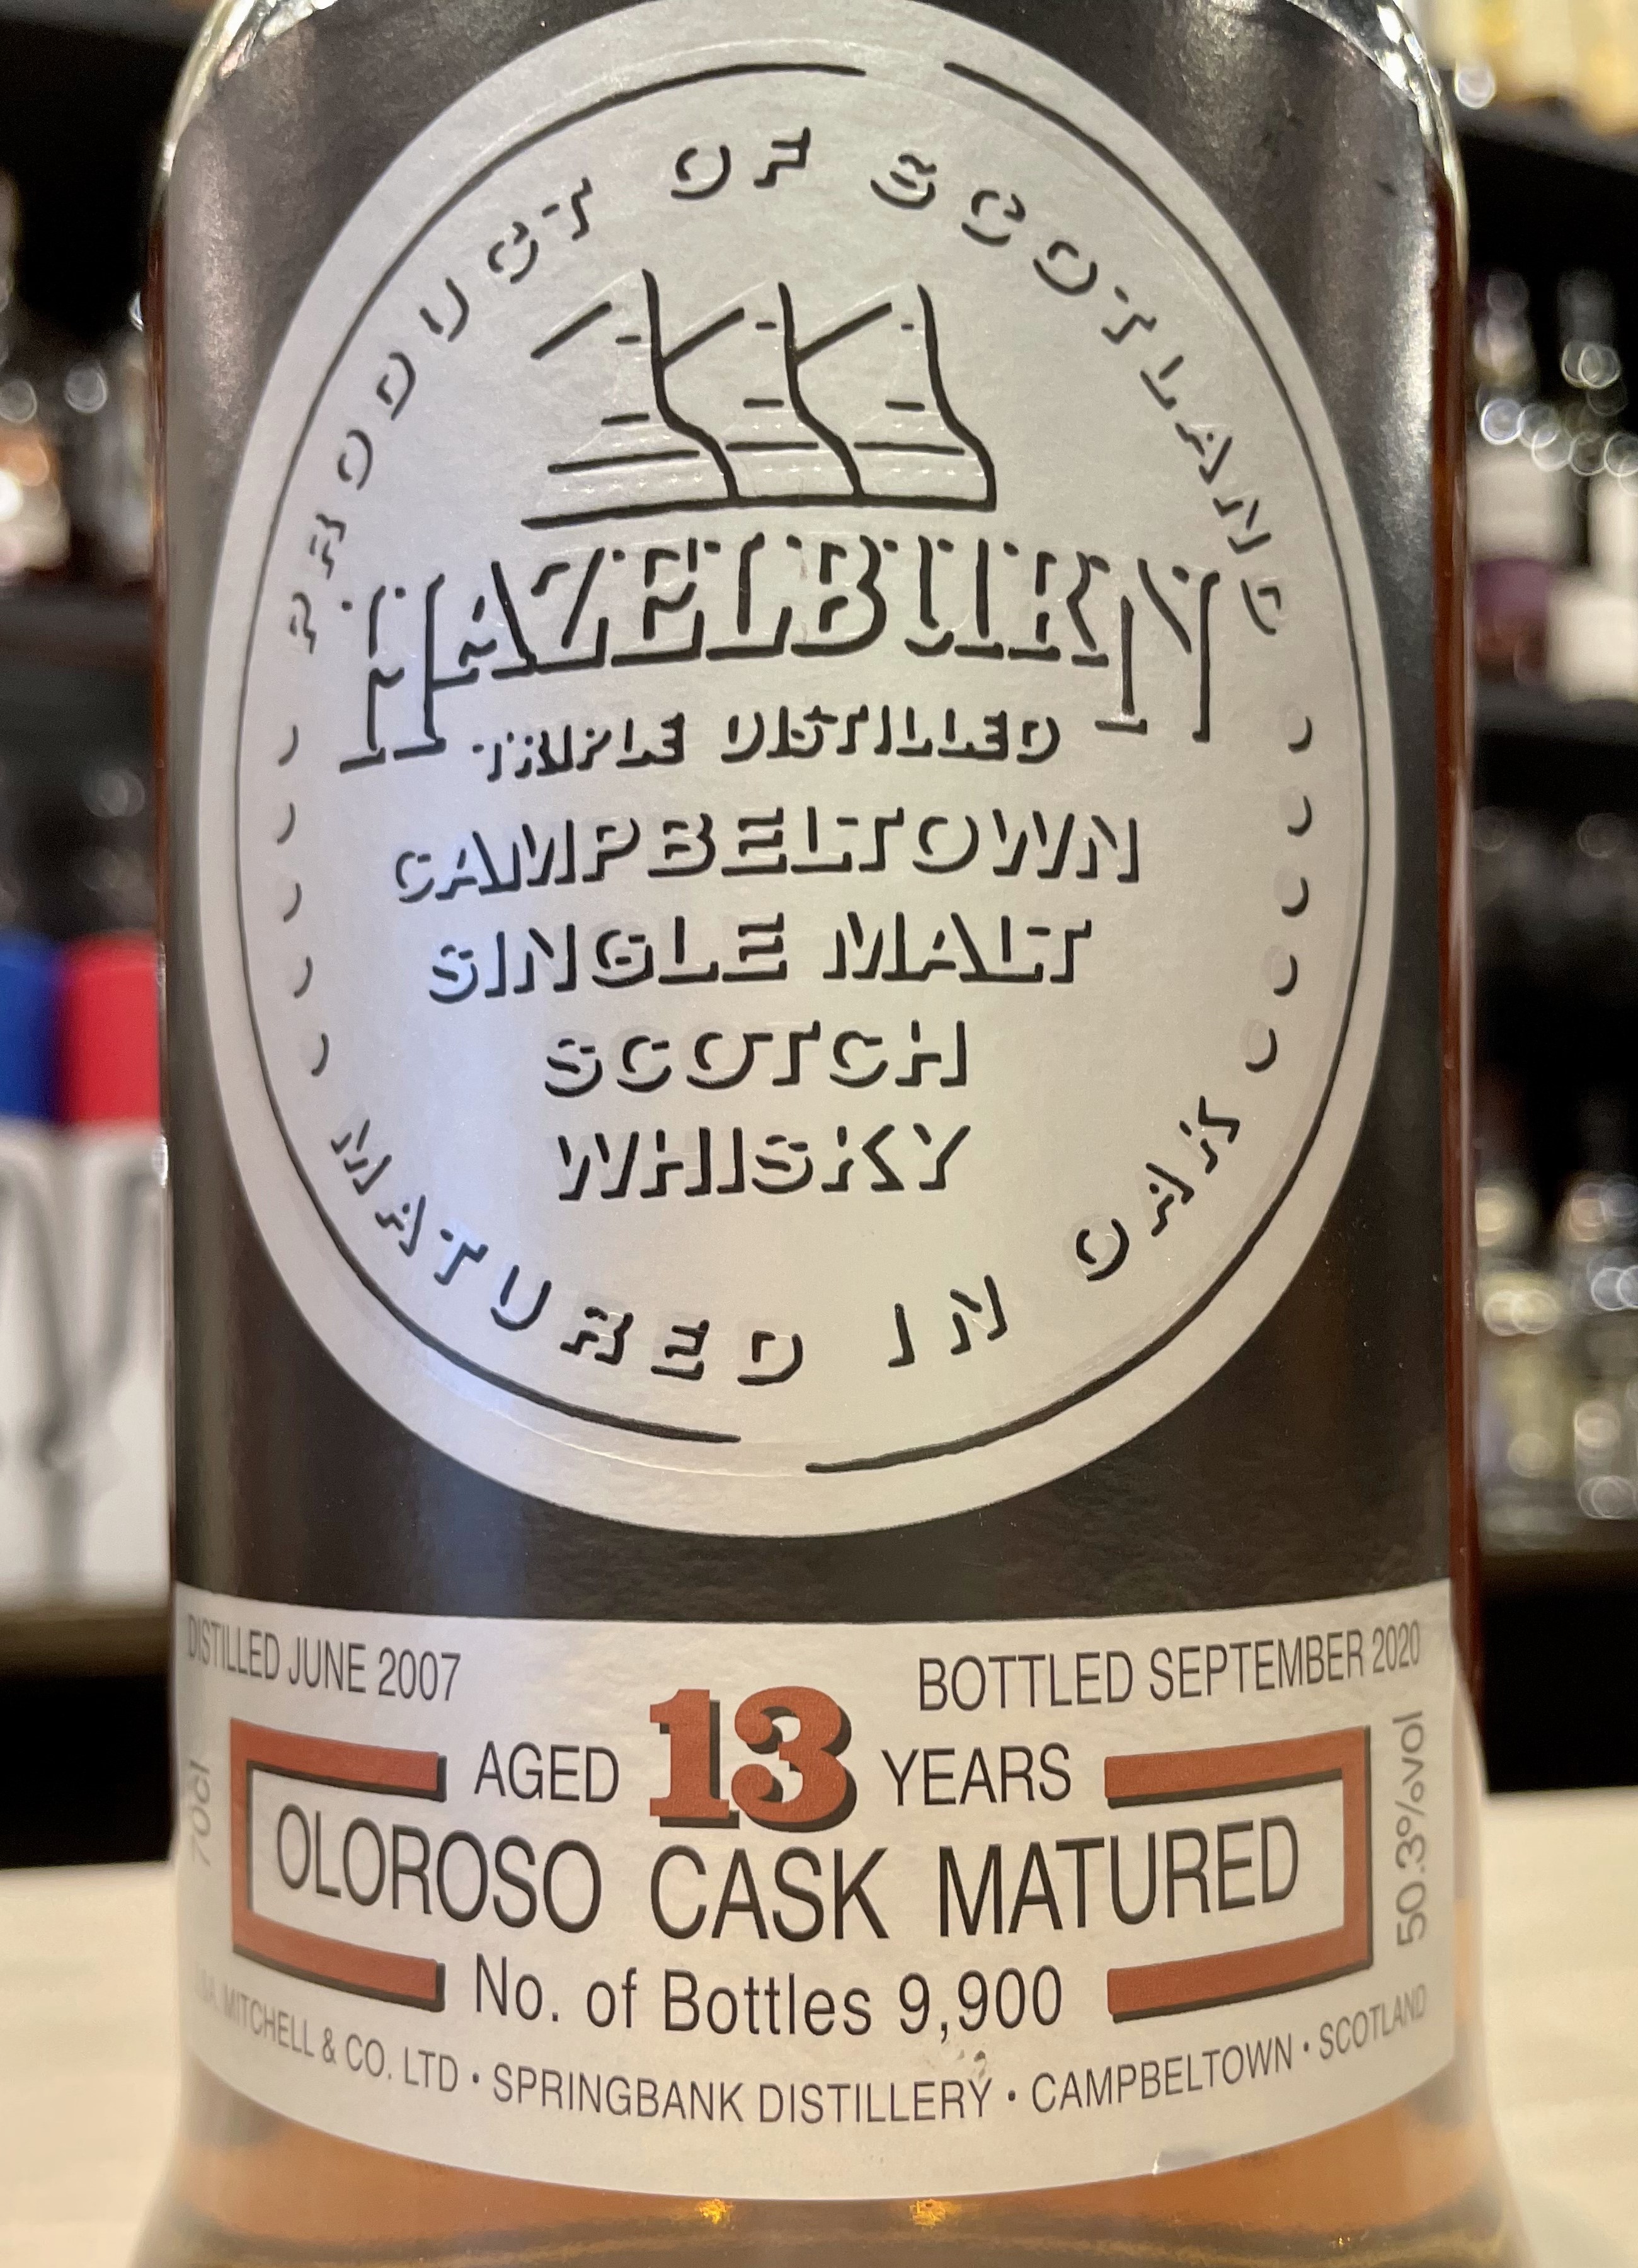 PRODUCT OF SCOTLAND
HAZELBURN
TRIPLE DISTILLED
CAMPBELTOWN
SINGLE MALT
SCOTCH
WHISKY
MATURED IN OAK
DISTILLED JUNE 2007
BOTTLED SEPTEMBER 2020
AGED 13 YEARS
70cl
OLOROSO CASK MATURED
50.3%vol
No. of Bottles 9,900
MITCHELL & CO. LTD • SPRINGBANK DISTILLERY • CAMPBELTOWN • SCOTLAND